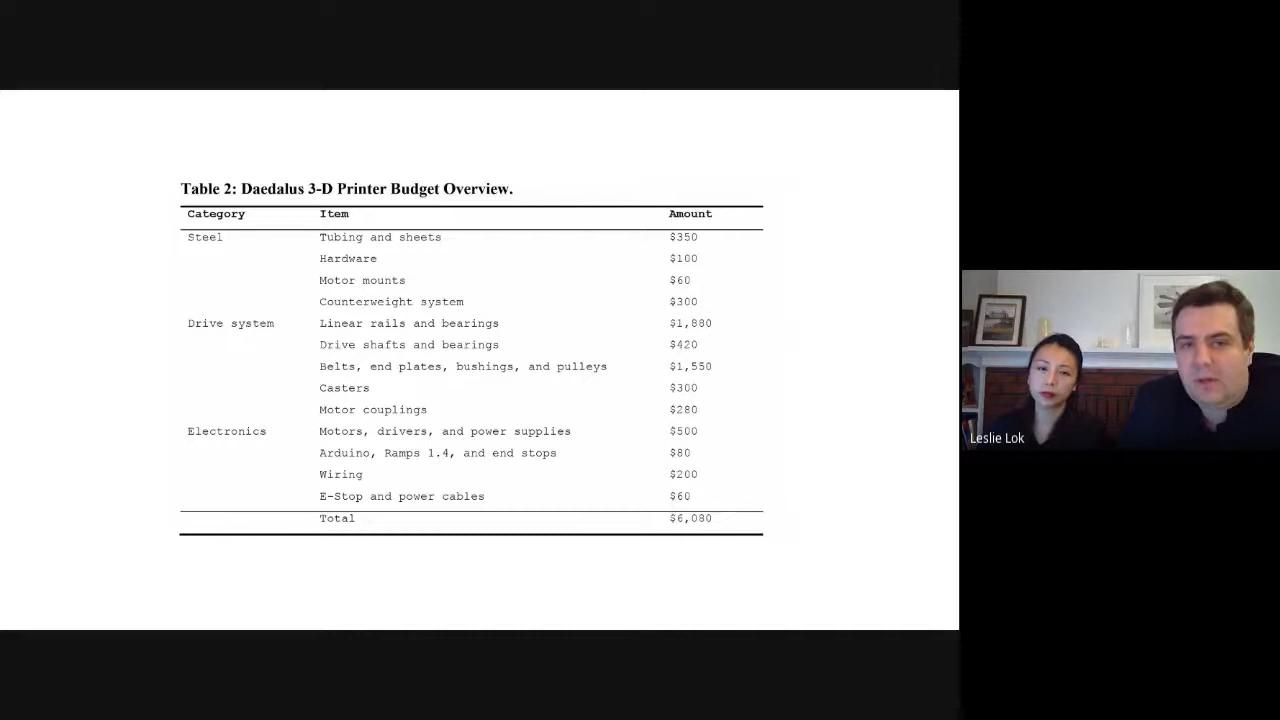 Table 2: Daedalus 3-D Printer Budget Overview.
Category Item Amount
Steel Tubing and sheets $350
Hardware $100
Motor mounts $60
Counterweight system $300
Drive system Linear rails and bearings $1,880
Drive shafts and bearings $420
Belts, end plates, bushings, and pulleys $1,550
Casters $300
Motor couplings $280
Electronics Motors, drivers, and power supplies $500
Arduino, Ramps 1.4, and end stops $80
Wiring $200
E-Stop and power cables $60
Total $6,080
Leslie Lok